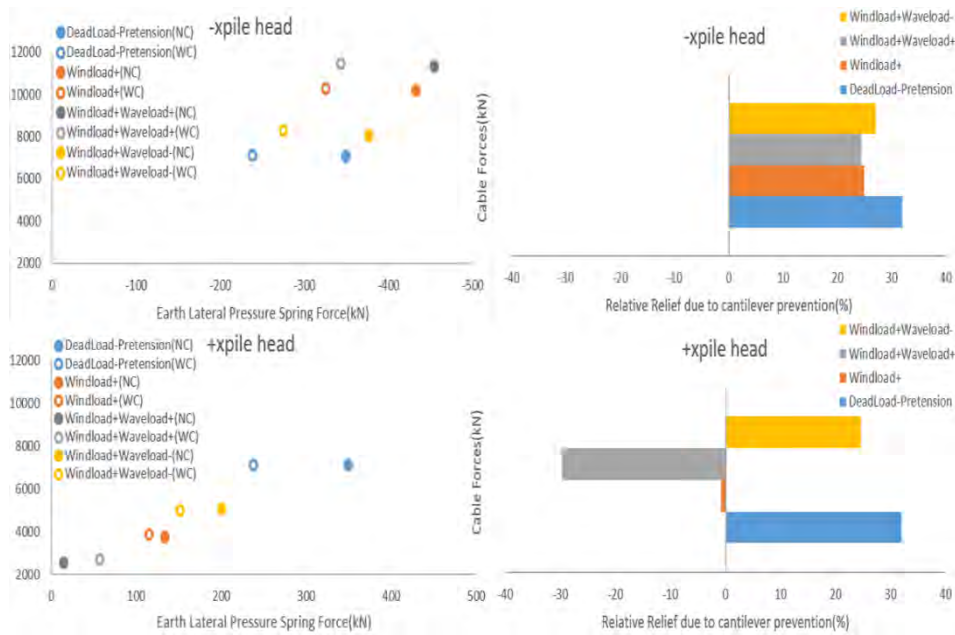 -xpile head
DeadLoad-Pretension(NC)
DeadLoad-Pretension(WC)
Windload+(NC)
Windload+(WC)
Windload+Waveload+(NC)
Windload+Waveload+(WC)
Windload+Waveload-(NC)
Windload+Waveload-(WC)
12000
10000
8000
6000
4000
2000
0 -100 -200 -300 -400 -500
Earth Lateral Pressure Spring Force(kN)
Cable Forces(kN)
-xpile head
Windload+Waveload-
Windload+Waveload+
Windload+
DeadLoad-Pretension
-40 -30 -20 -10 0 10 20 30 40
Relative Relief due to cantilever prevention(%)
+xpile head
DeadLoad-Pretension(NC)
DeadLoad-Pretension(WC)
Windload+(NC)
Windload+(WC)
Windload+Waveload+(NC)
Windload+Waveload+(WC)
Windload+Waveload-(NC)
Windload+Waveload-(WC)
12000
10000
8000
6000
4000
2000
0 -100 -200 -300 -400 -500
Earth Lateral Pressure Spring Force(kN)
Cable Forces(kN)
+xpile head
Windload+Waveload-
Windload+Waveload+
Windload+
DeadLoad-Pretension
-40 -30 -20 -10 0 10 20 30 40
Relative Relief due to cantilever prevention(%)